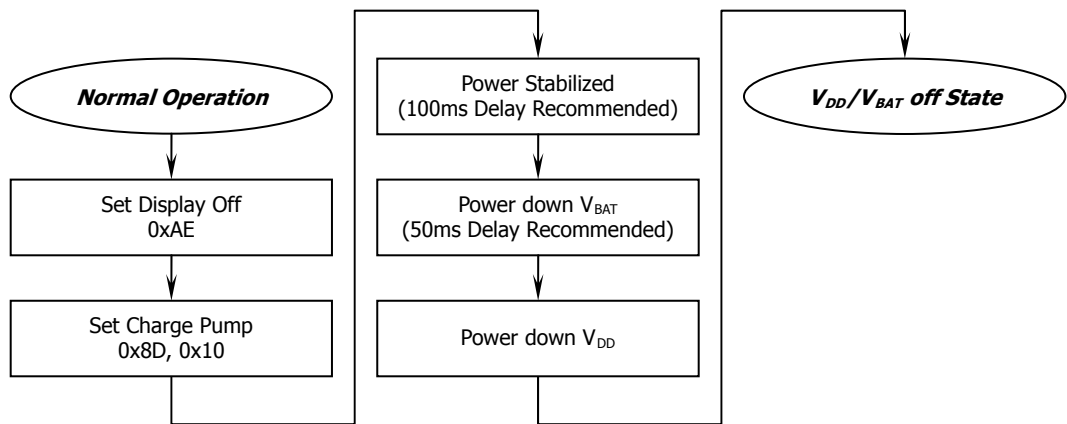 Normal Operation
Set Display Off
0xAE
Set Charge Pump
0x8D, 0x10
Power Stabilized
(100ms Delay Recommended)
Power down VBAT
(50ms Delay Recommended)
Power down VDD
VDD/VBAT off State